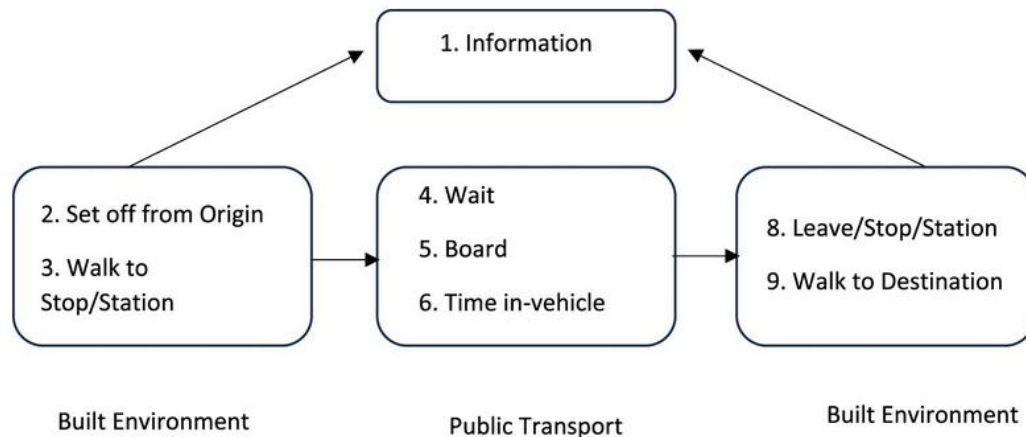 1. Information
2. Set off from Origin
3. Walk to
Stop/Station
4. Wait
5. Board
6. Time in-vehicle
8. Leave/Stop/Station
9. Walk to Destination
Built Environment
Public Transport
Built Environment